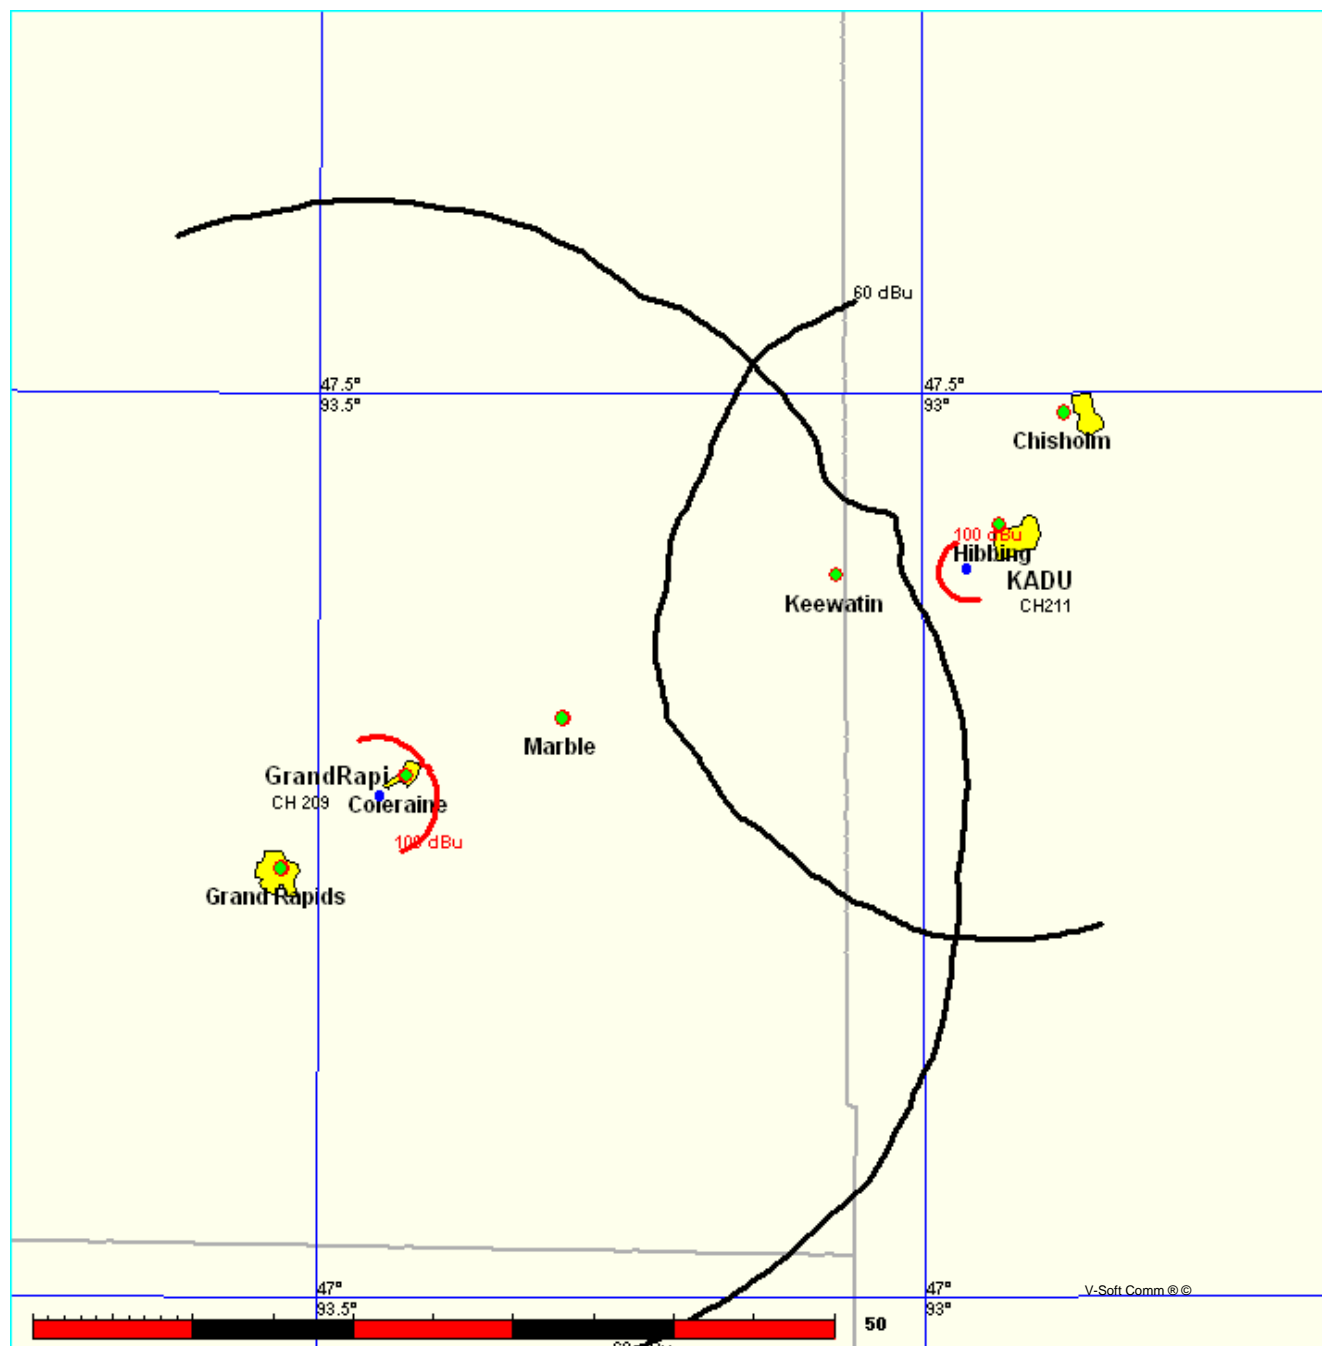 60 dBu
47.5°
93.5°
47.5°
93°
Chisholm
100 dBu
Hibbing
KADU
CH211
Keewatin
Marble
GrandRapi
CH 209
Coleraine
100 dBu
Grand Rapids
47°
93.5°
47°
93°
V-Soft Comm ® ©
50